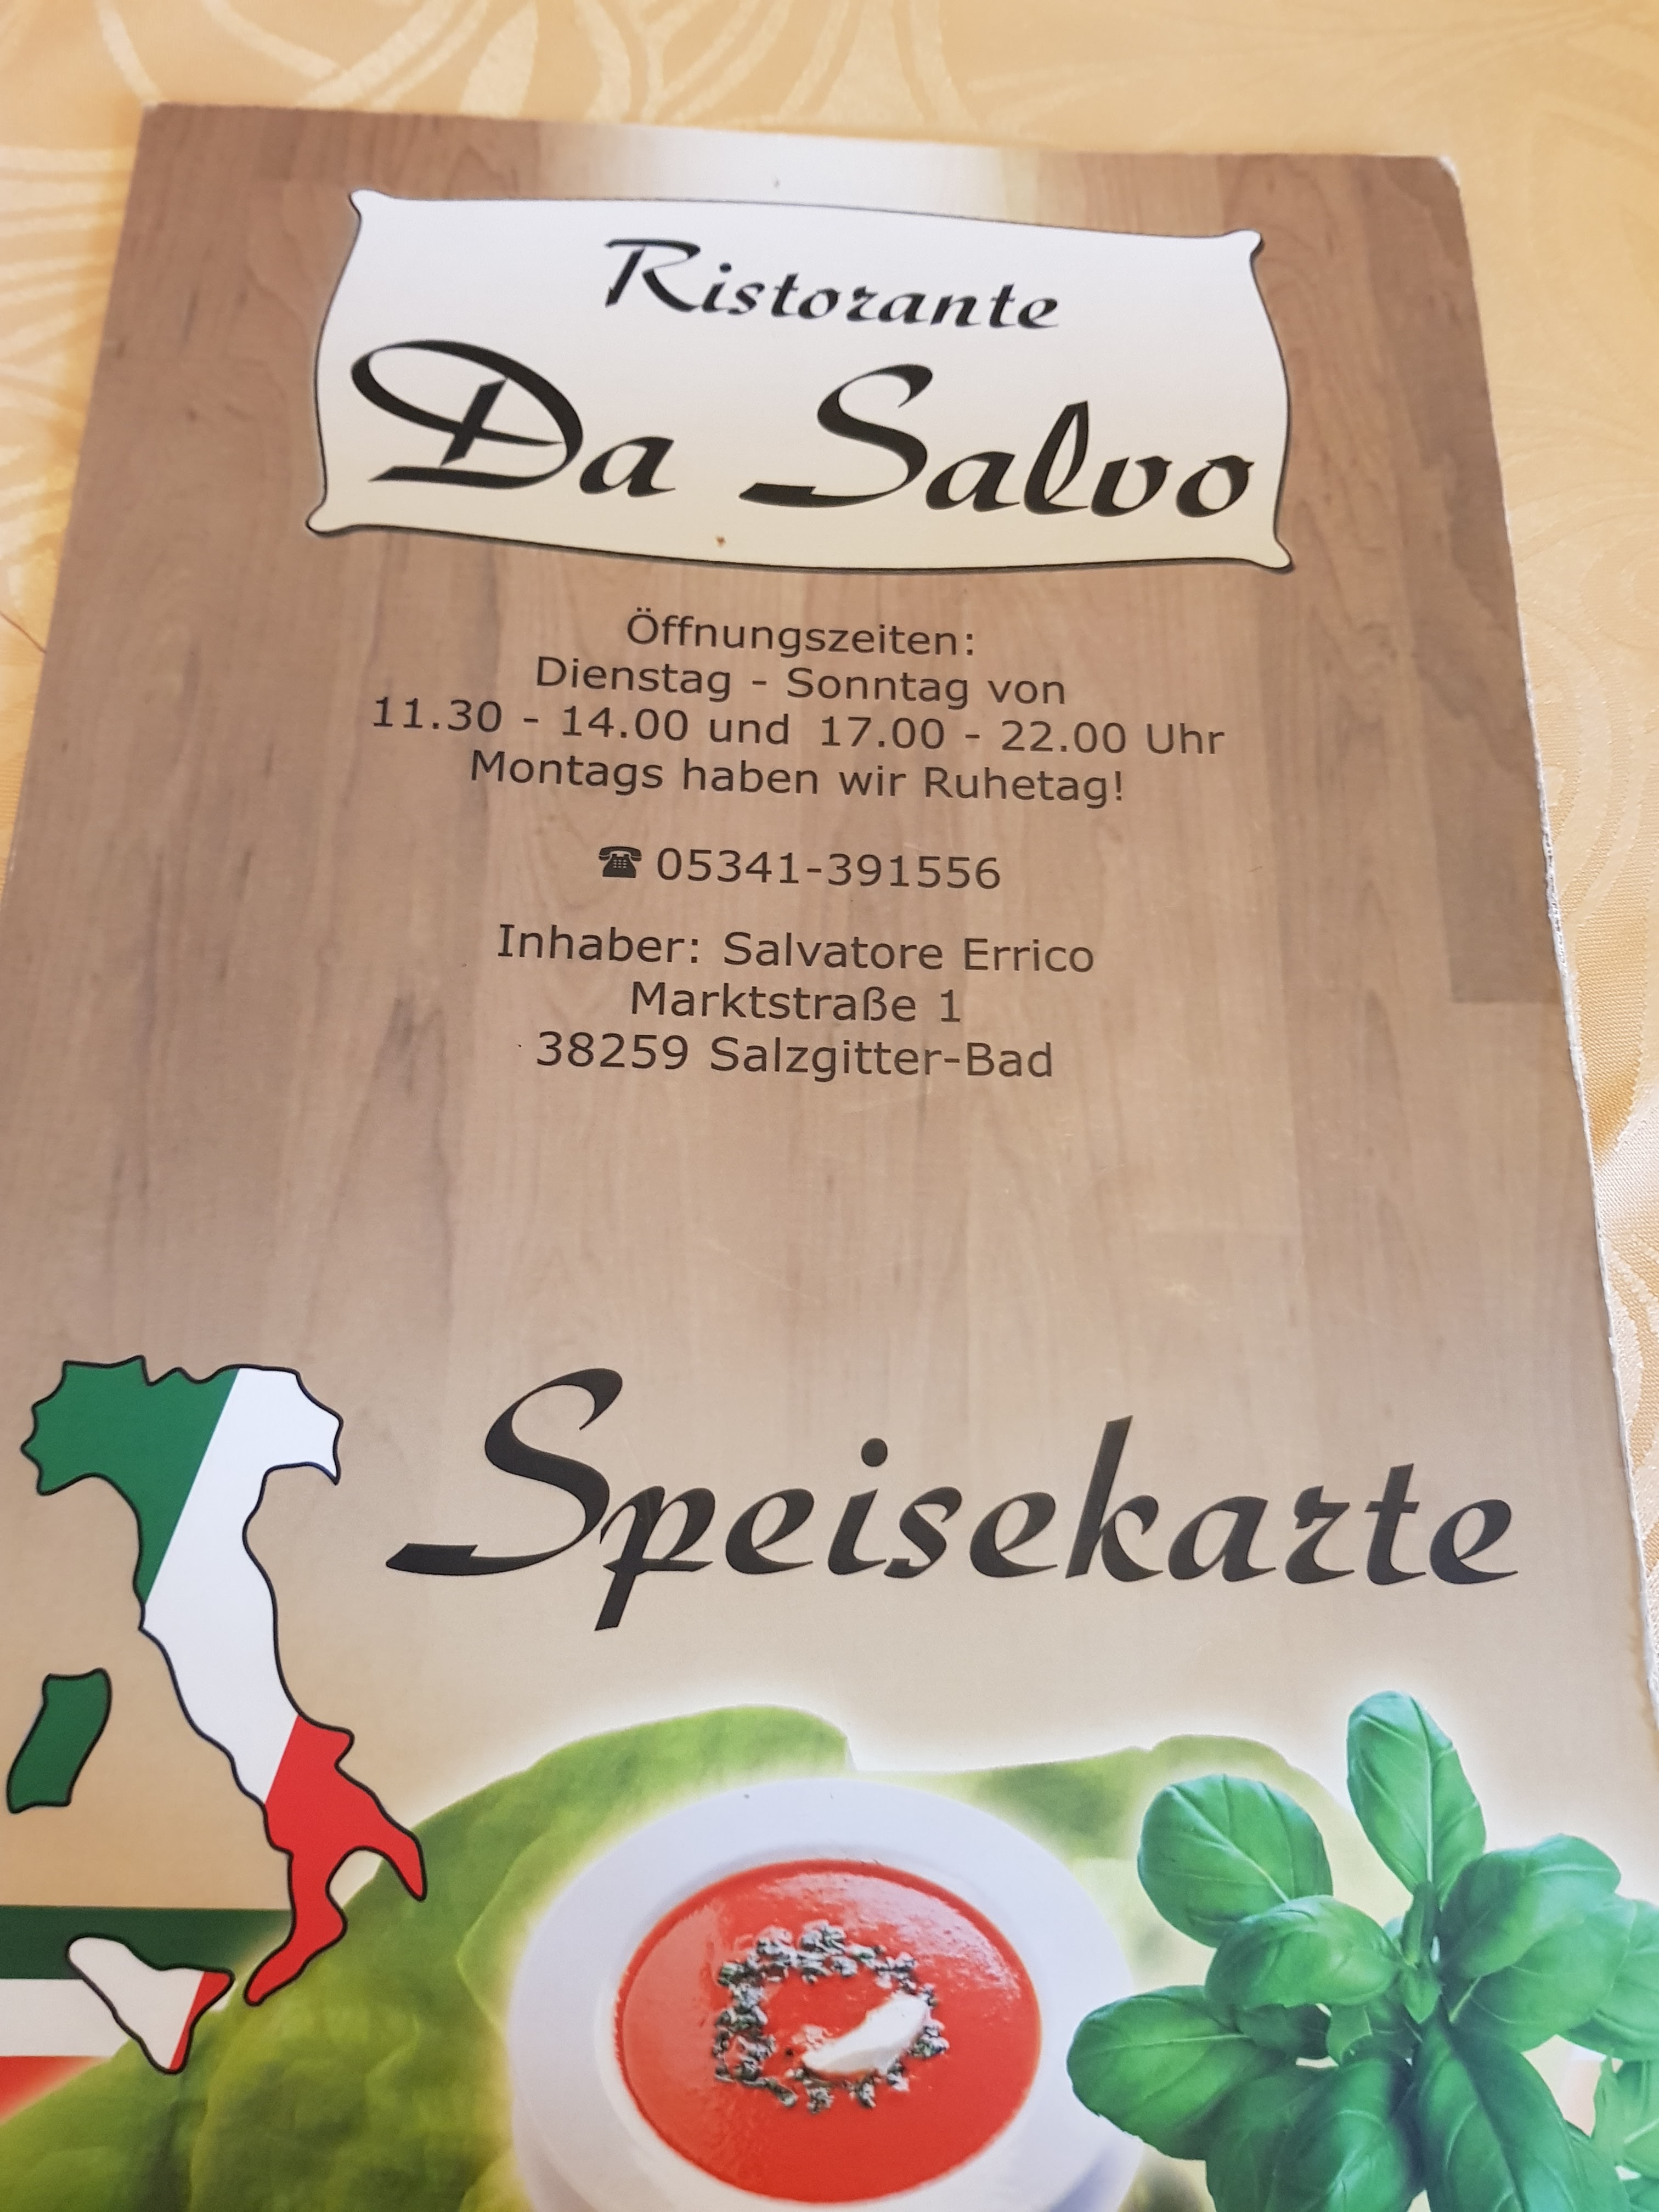 Ristorante
Da Salvo
Öffnungszeiten:
Dienstag - Sonntag von
11.30 - 14.00 und 17.00 - 22.00 Uhr
Montags haben wir Ruhetag!
☎ 05341-391556
Inhaber: Salvatore Errico
Marktstraße 1
38259 Salzgitter-Bad
Speisekarte